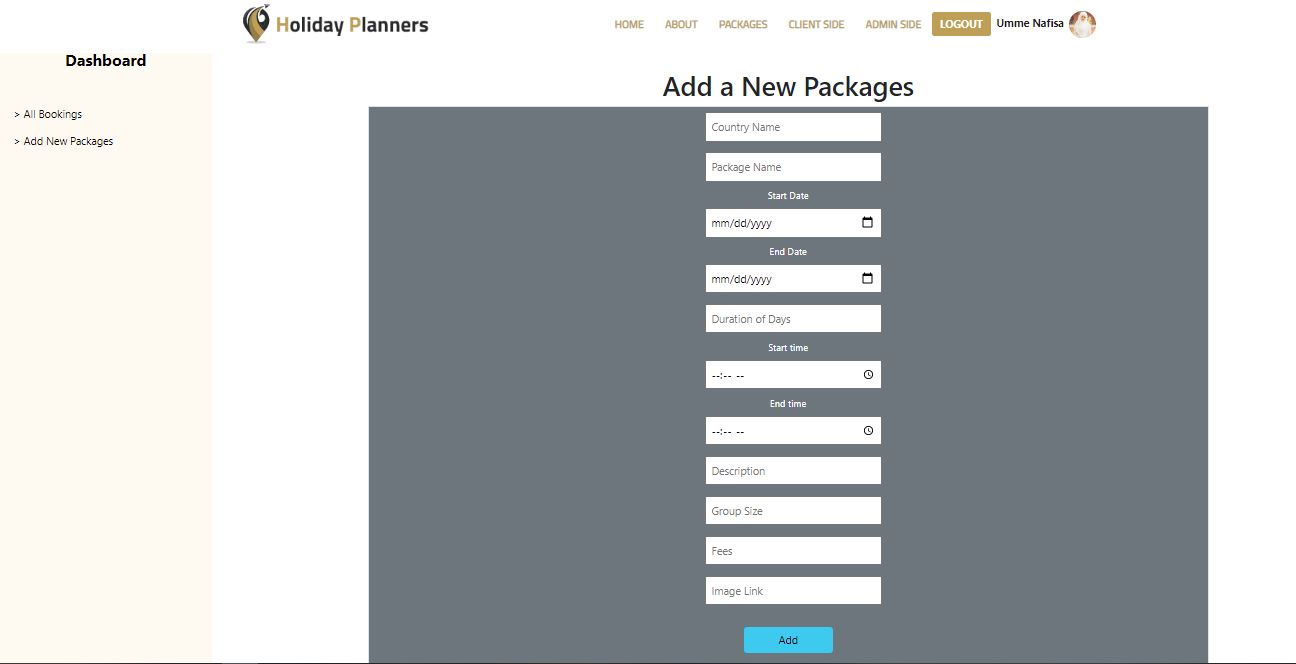 Holiday Planners
HOME ABOUT PACKAGES CLIENT SIDE ADMIN SIDE LOGOUT Umme Nafisa
Dashboard
> All Bookings
> Add New Packages
Add a New Packages
Country Name
Package Name
Start Date
mm/dd/yyyy
End Date
mm/dd/yyyy
Duration of Days
Start time
--:-- --
End time
--:-- --
Description
Group Size
Fees
Image Link
Add